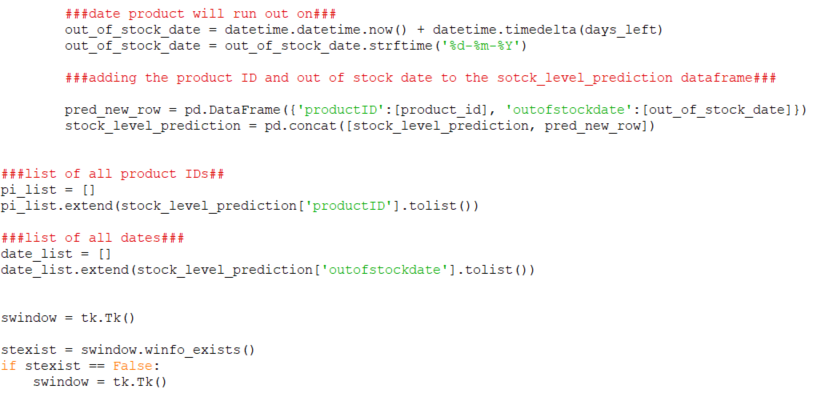 ###date product will run out on###
out_of_stock_date = datetime.datetime.now() + datetime.timedelta(days_left)
out_of_stock_date = out_of_stock_date.strftime('%d-%m-%Y')
###adding the product ID and out of stock date to the sotck_level_prediction dataframe###
pred_new_row = pd.DataFrame({'productID':[product_id], 'outofstockdate':[out_of_stock_date]})
stock_level_prediction = pd.concat([stock_level_prediction, pred_new_row])
###list of all product IDs##
pi_list = []
pi_list.extend(stock_level_prediction['productID'].tolist())
###list of all dates###
date_list = []
date_list.extend(stock_level_prediction['outofstockdate'].tolist())
swindow = tk.Tk()
stexist = swindow.winfo_exists()
if stexist == False:
    swindow = tk.Tk()